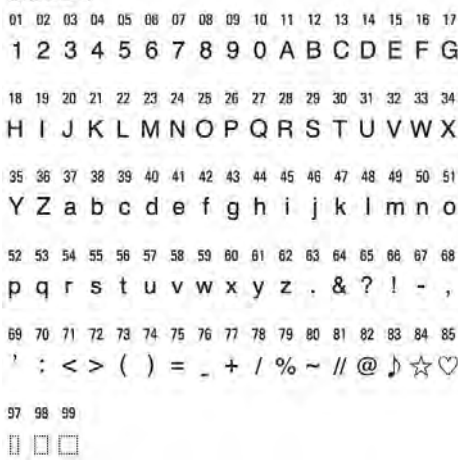 01 02 03 04 05 06 07 08 09 10 11 12 13 14 15 16 17
1 2 3 4 5 6 7 8 9 0 A B C D E F G
18 19 20 21 22 23 24 25 26 27 28 29 30 31 32 33 34
H I J K L M N O P Q R S T U V W X
35 36 37 38 39 40 41 42 43 44 45 46 47 48 49 50 51
Y Z a b c d e f g h i j k l m n o
52 53 54 55 56 57 58 59 60 61 62 63 64 65 66 67 68
p q r s t u v w x y z . & ? ! - ,
69 70 71 72 73 74 75 76 77 78 79 80 81 82 83 84 85
' : < > ( ) = _ + / % ~ // @ ♪ ☆ ♡
97 98 99